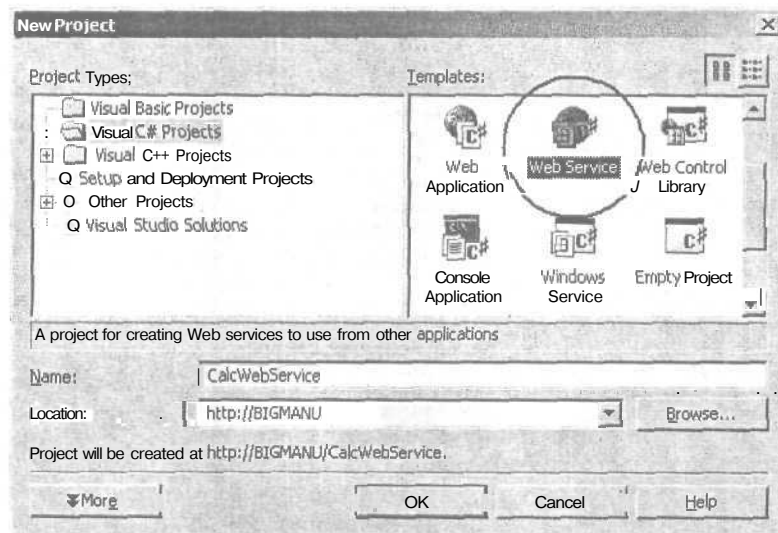 New Project
Project Types;
Templates:
Visual Basic Projects
Visual C# Projects
Visual C++ Projects
Q Setup and Deployment Projects
O Other Projects
Q Visual Studio Solutions
Web Application
Web Service
Web Control Library
Console Application
Windows Service
Empty Project
A project for creating Web services to use from other applications
Name:
CalcWebService
Location:
http://BIGMANU
Browse...
Project will be created at http://BIGMANU/CalcWebService.
More
OK
Cancel
Help